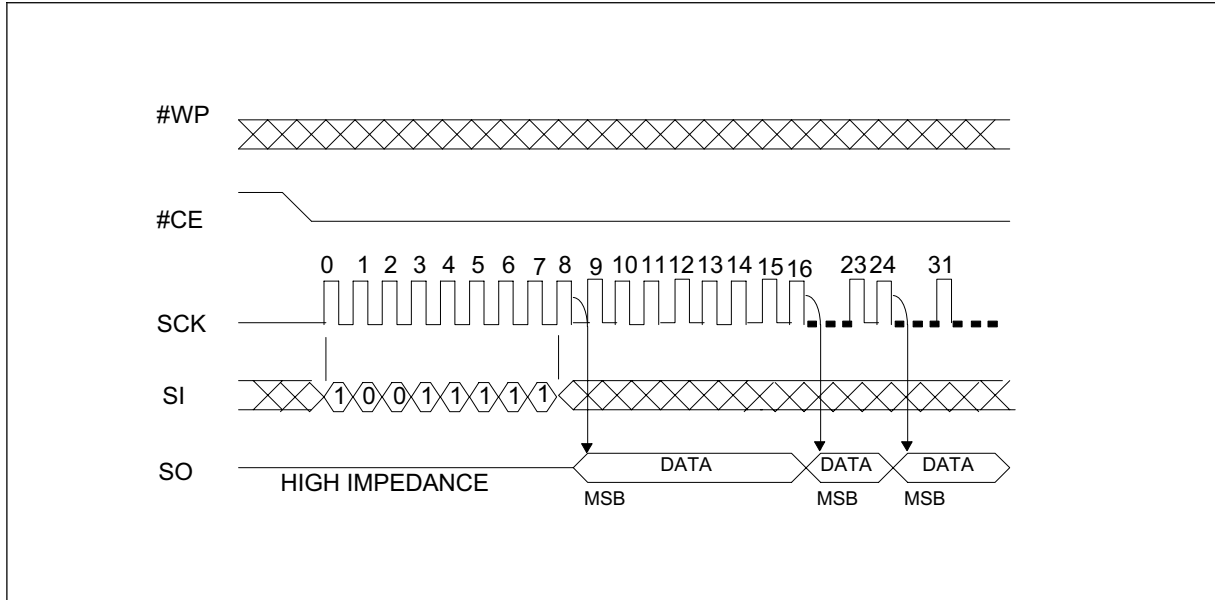 #WP
#CE
0 1 2 3 4 5 6 7 8 9 10 11 12 13 14 15 16 23 24 31
SCK
SI 1 0 0 1 1 1 1 1
SO HIGH IMPEDANCE DATA DATA DATA
MSB MSB MSB